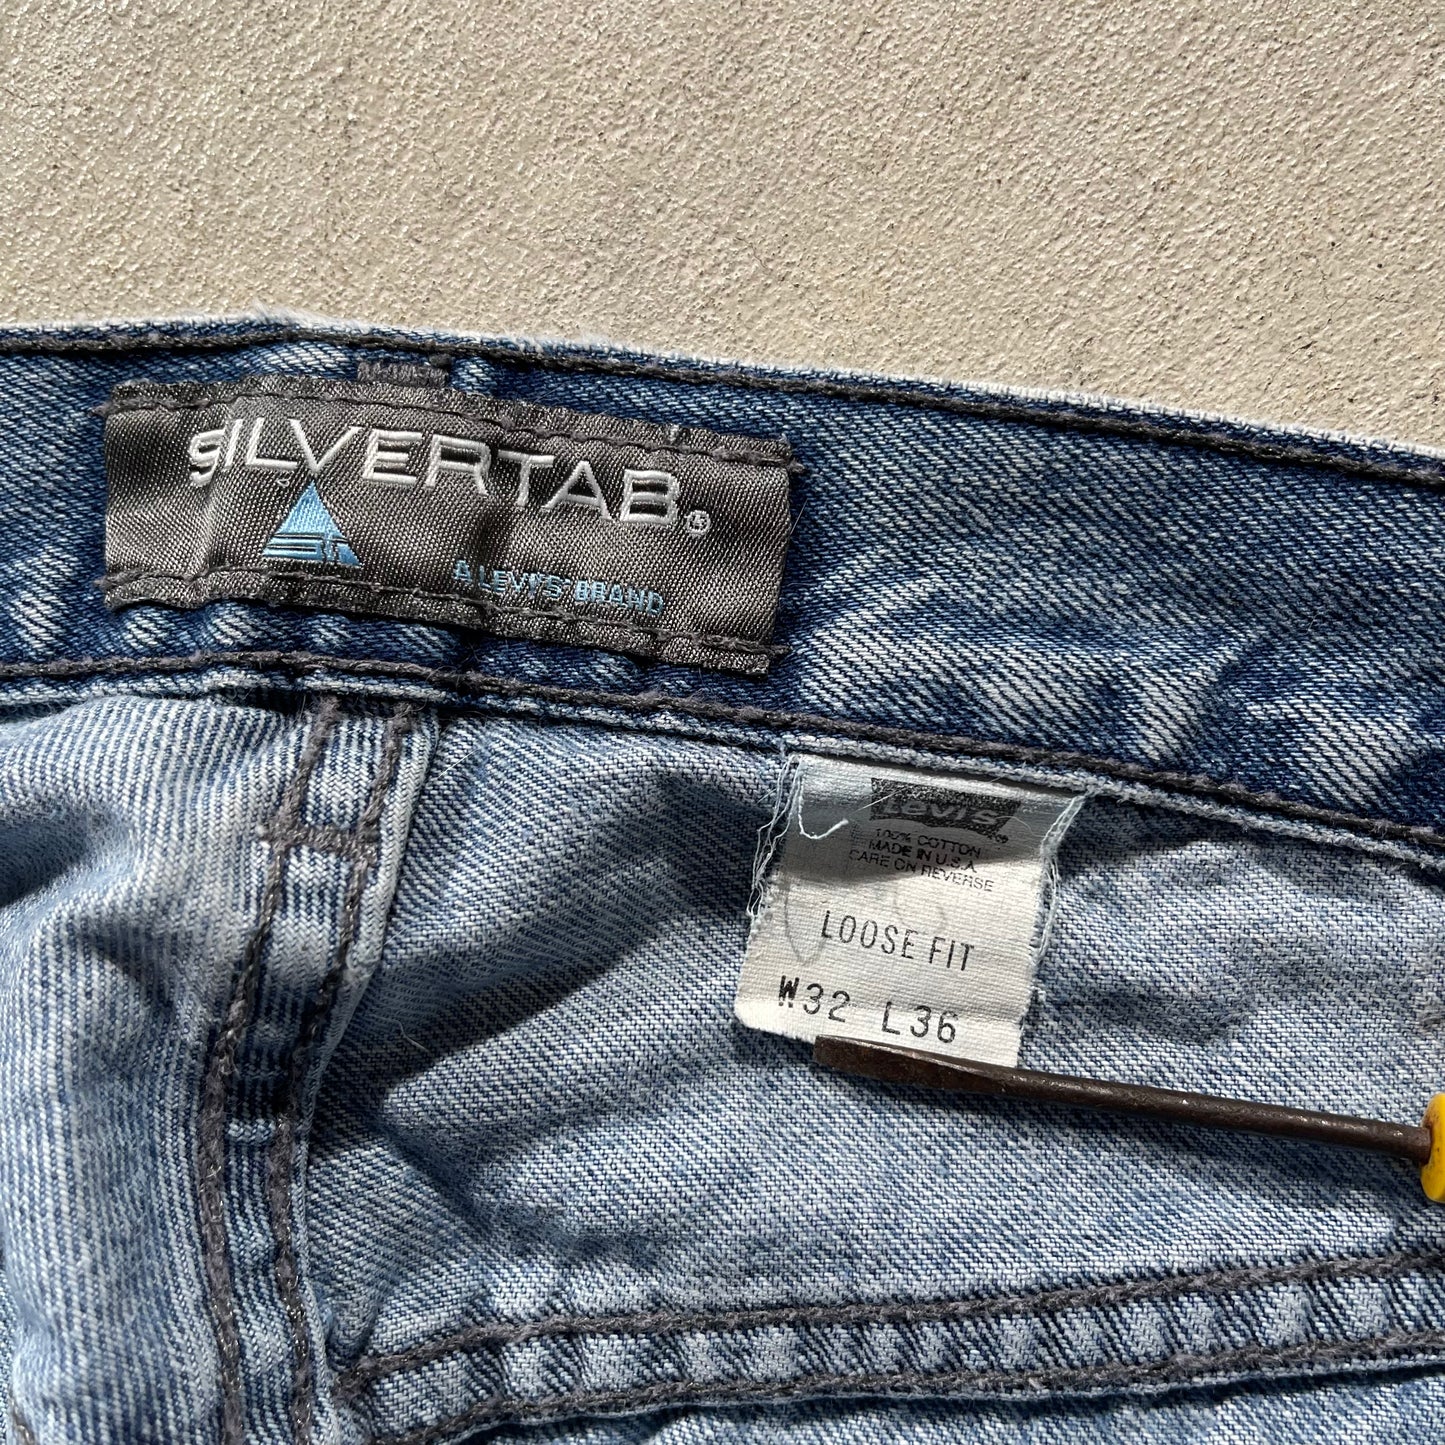 SILVERTAB®
A LEVI'S® BRAND
Levi's®
100% COTTON
MADE IN U.S.A.
CARE ON REVERSE
LOOSE FIT
W32 L36